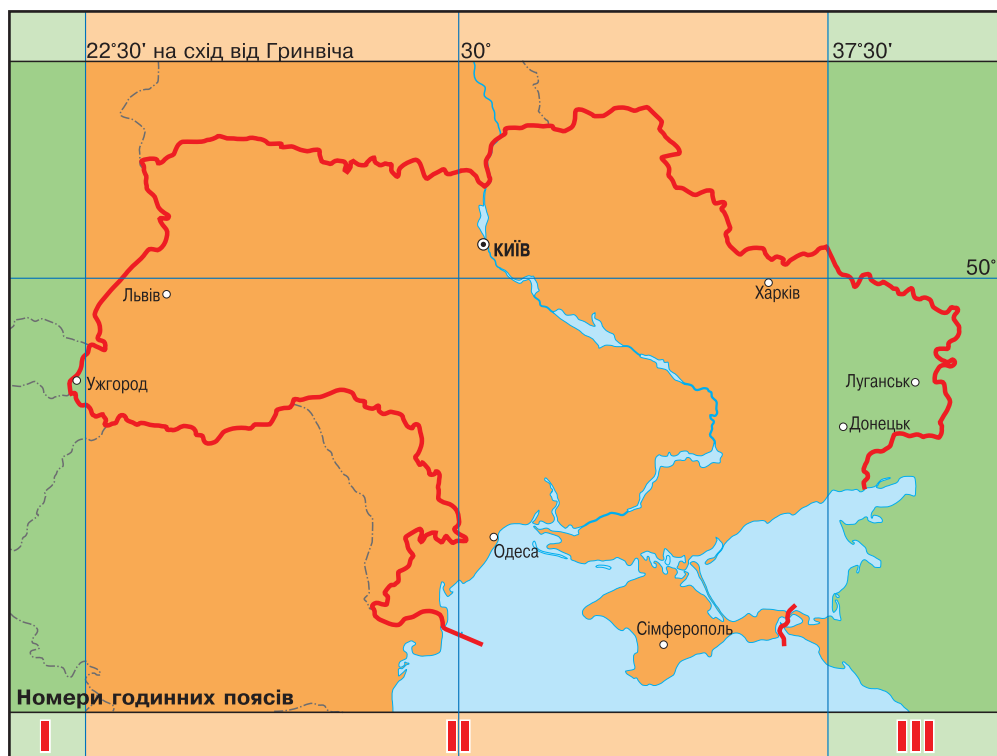 22°30' на схід від Гринвіча
30°
37°30'
КИЇВ
50°
Львів
Харків
Ужгород
Луганськ
Донецьк
Одеса
Сімферополь
Номери годинних поясів
I
II
III